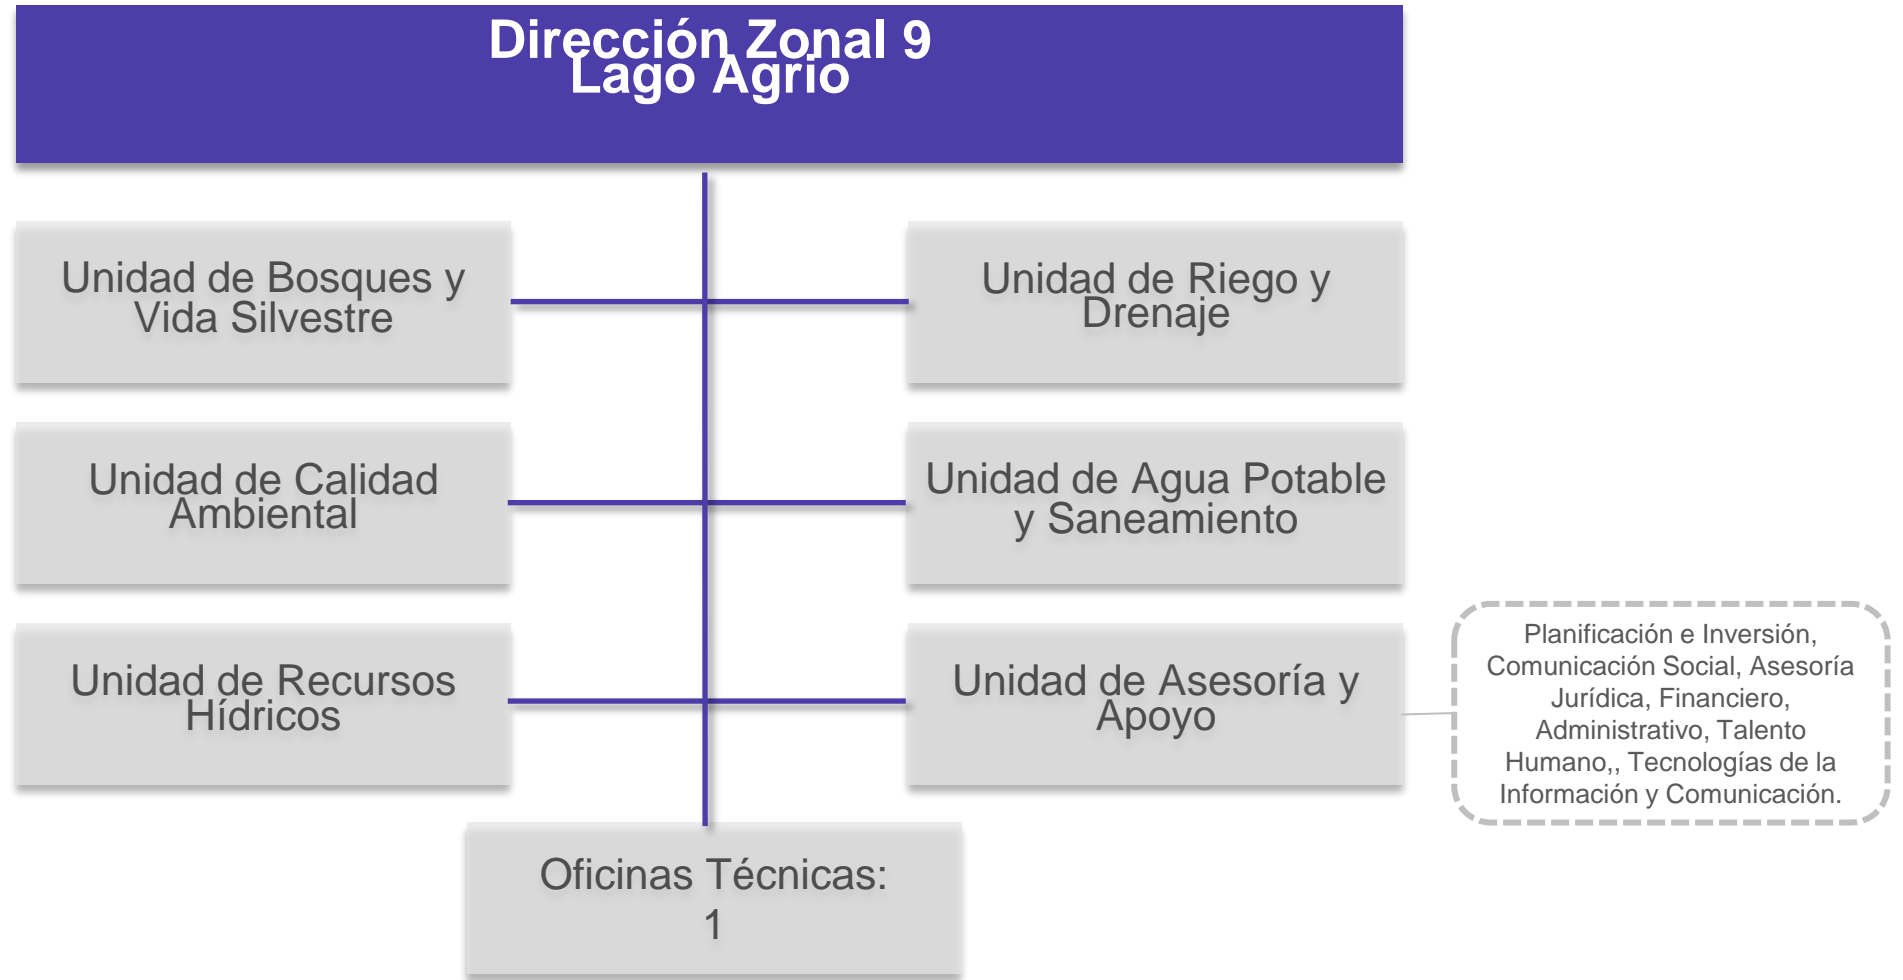 Dirección Zonal 9
Lago Agrio
Unidad de Bosques y
Vida Silvestre
Unidad de Riego y
Drenaje
Unidad de Calidad
Ambiental
Unidad de Agua Potable
y Saneamiento
Unidad de Recursos
Hídricos
Unidad de Asesoría y
Apoyo
Planificación e Inversión,
Comunicación Social, Asesoría
Jurídica, Financiero,
Administrativo, Talento
Humano,, Tecnologías de la
Información y Comunicación.
Oficinas Técnicas:
1